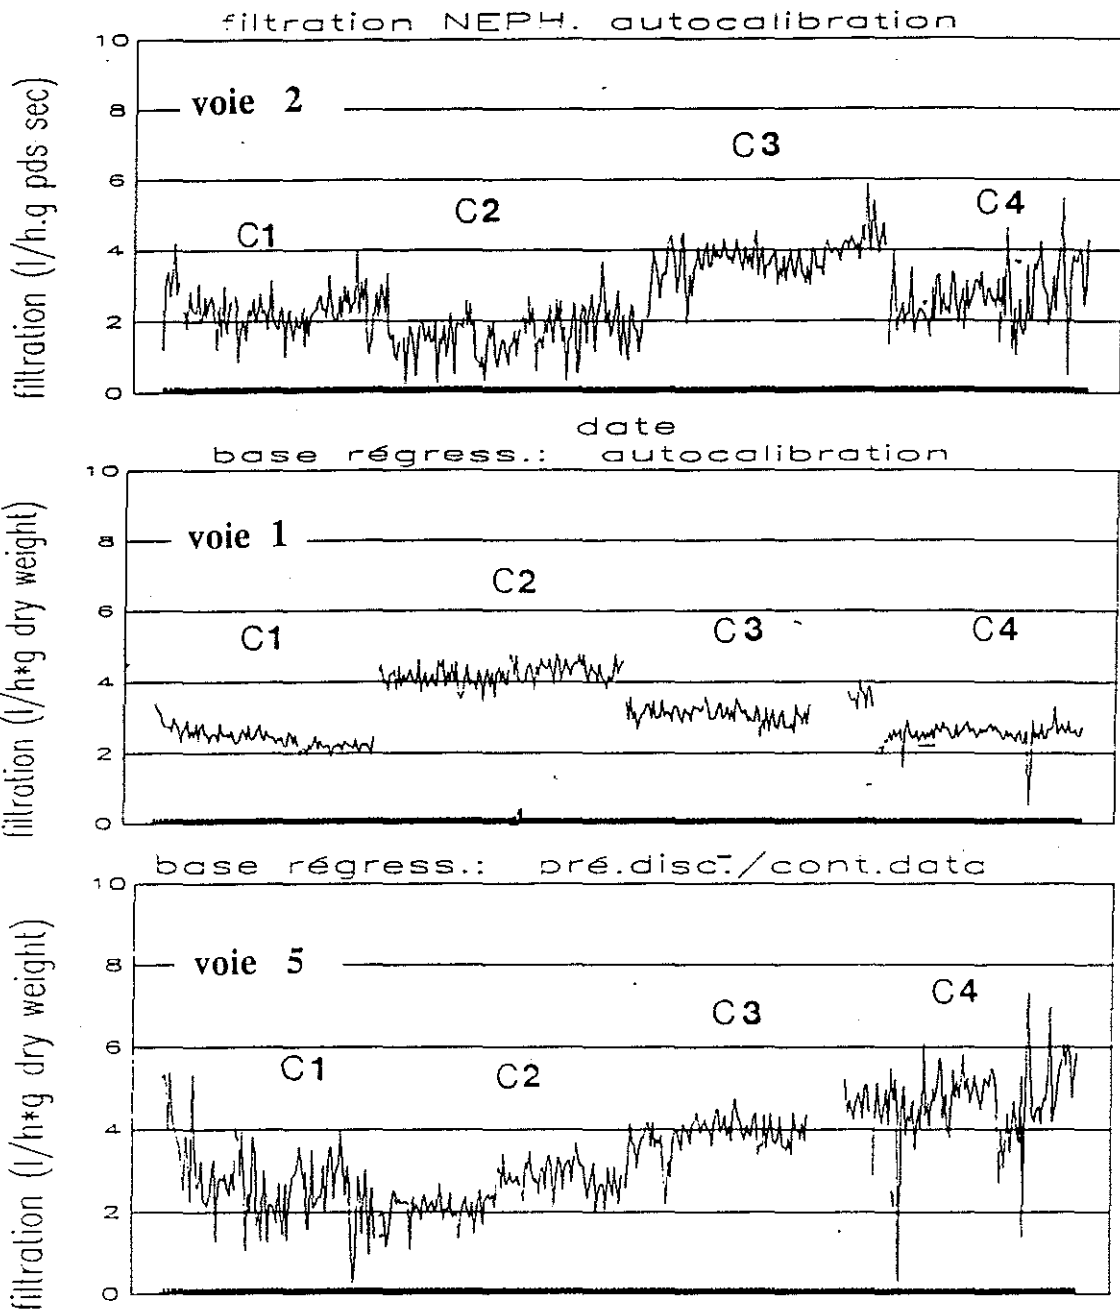 filtration NEPH. autocalibration
filtration (l/h.g pds sec)
10
8
6
4
2
0
voie 2
C1
C2
C3
C4
date
base régress.: autocalibration
filtration (l/h*g dry weight)
10
8
6
4
2
0
voie 1
C1
C2
C3
C4
base régress.: pré.disc./cont.data
filtration (l/h*g dry weight)
10
8
6
4
2
0
voie 5
C1
C2
C3
C4